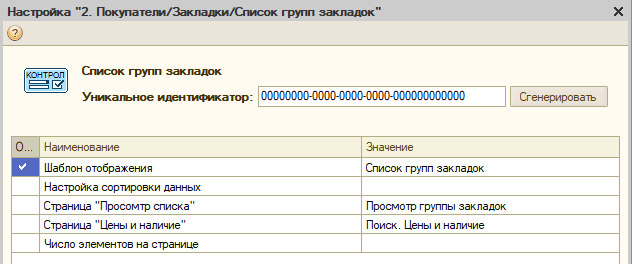 Настройка "2. Покупатели/Закладки/Список групп закладок"
?
КОНТРОЛ
Список групп закладок
Уникальное идентификатор: 00000000-0000-0000-0000-000000000000 Сгенерировать
О... Наименование Значение
Шаблон отображения Список групп закладок
Настройка сортировки данных
Страница "Просомтр списка" Просмотр группы закладок
Страница "Цены и наличие" Поиск. Цены и наличие
Число элементов на странице